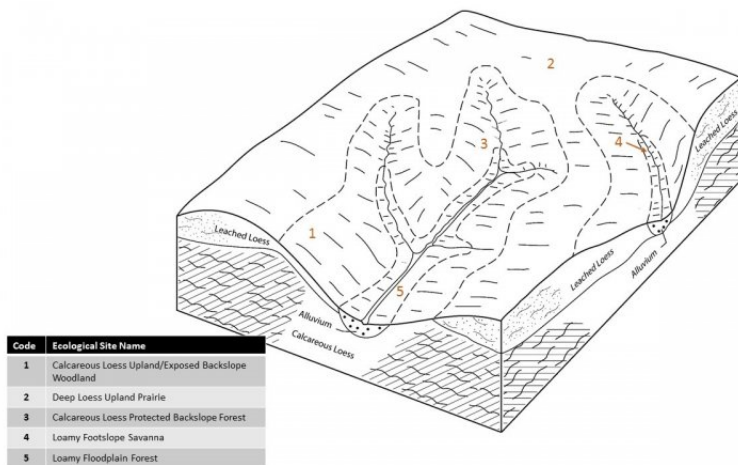 2
3
4
1
5
Leached Loess
Leached Loess
Leached Loess
Alluvium
Alluvium
Calcareous Loess
Code Ecological Site Name
1 Calcareous Loess Upland/Exposed Backslope
Woodland
2 Deep Loess Upland Prairie
3 Calcareous Loess Protected Backslope Forest
4 Loamy Footslope Savanna
5 Loamy Floodplain Forest